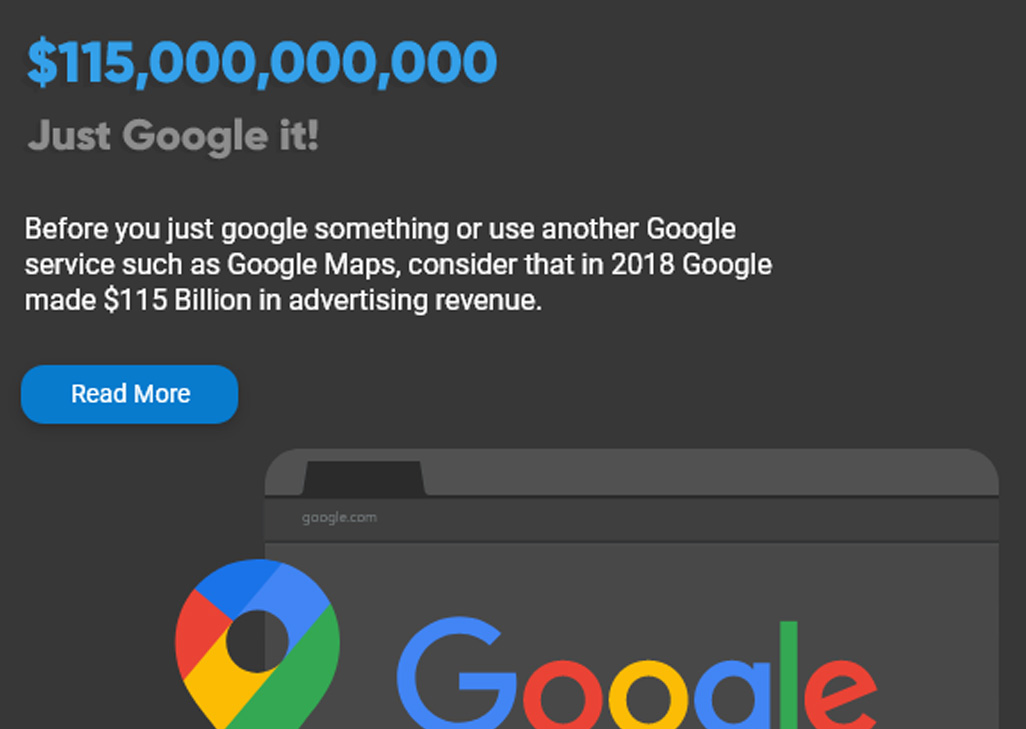 $115,000,000,000
Just Google it!
Before you just google something or use another Google
service such as Google Maps, consider that in 2018 Google
made $115 Billion in advertising revenue.
Read More
google.com
Google